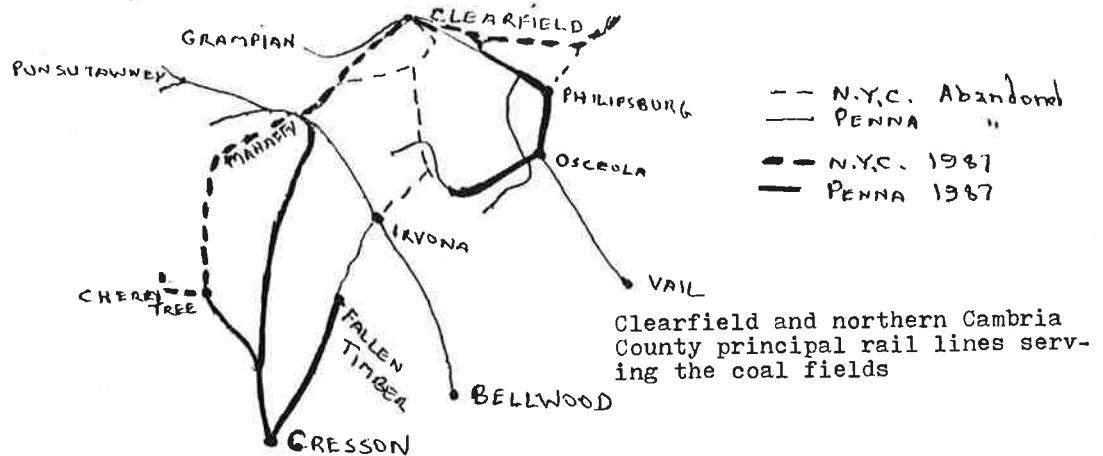 CLEARFIELD
GRAMPIAN
PUNSUTAWNEY
PHILIPSBURG
MAHAFFY
OSCEOLA
IRVONA
CHERRY
TREE
VAIL
FALLEN
TIMBER
BELLWOOD
CRESSON
N.Y.C. Abandond
PENNA "
N.Y.C. 1987
PENNA 1987
Clearfield and northern Cambria
County principal rail lines serv-
ing the coal fields